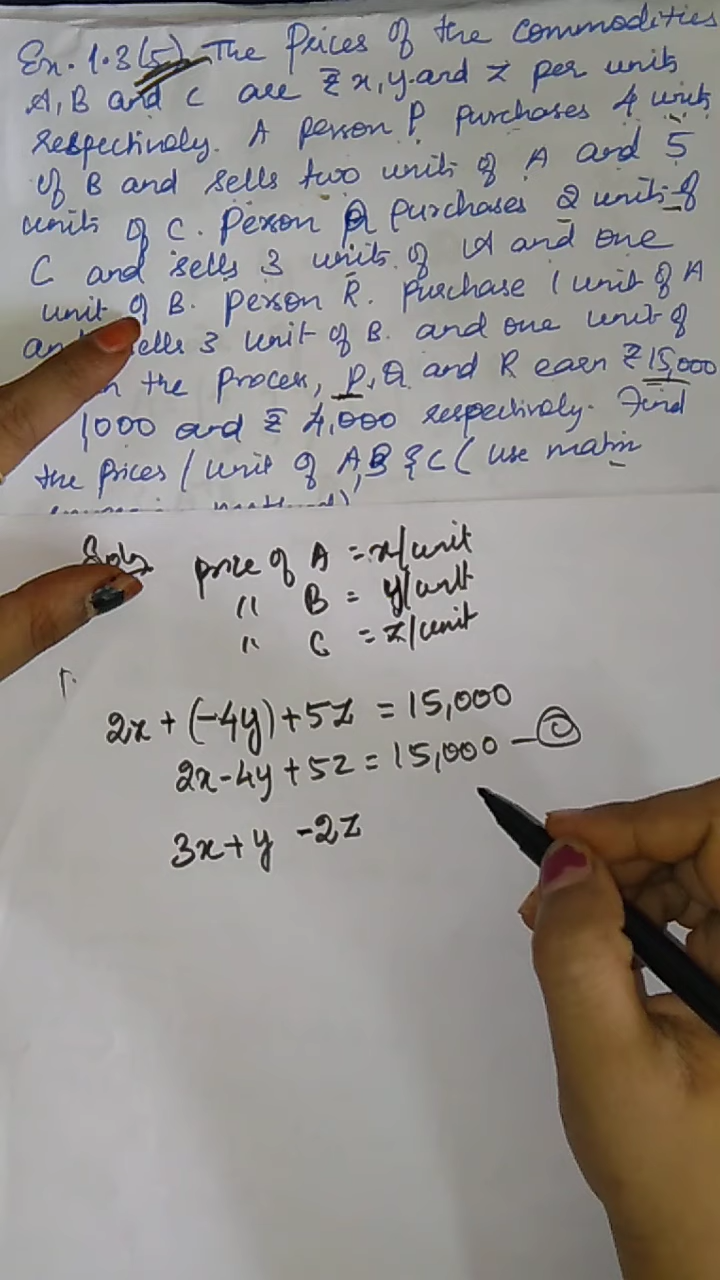 Ex. 1.3(5) The Prices of the commodities
A, B and C are ₹ x, y and z per units
respectively. A person P purchases 4 units
of B and sells two units of A and 5
units of C. Person Q purchases 2 units of
C and sells 3 units of A and one
unit of B. Person R. Purchase 1 unit of A
sells 3 unit of B. and one unit of
the process, P, Q and R earn ₹ 15,000
1000 and ₹ 4,000 respectively. Find
the prices / unit of A, B & C ( use matrix
Soln price of A = x/unit
" B = y/unit
" C = z/unit
2x + (-4y) + 5z = 15,000
2x - 4y + 5z = 15,000 -
3x + y - 2z